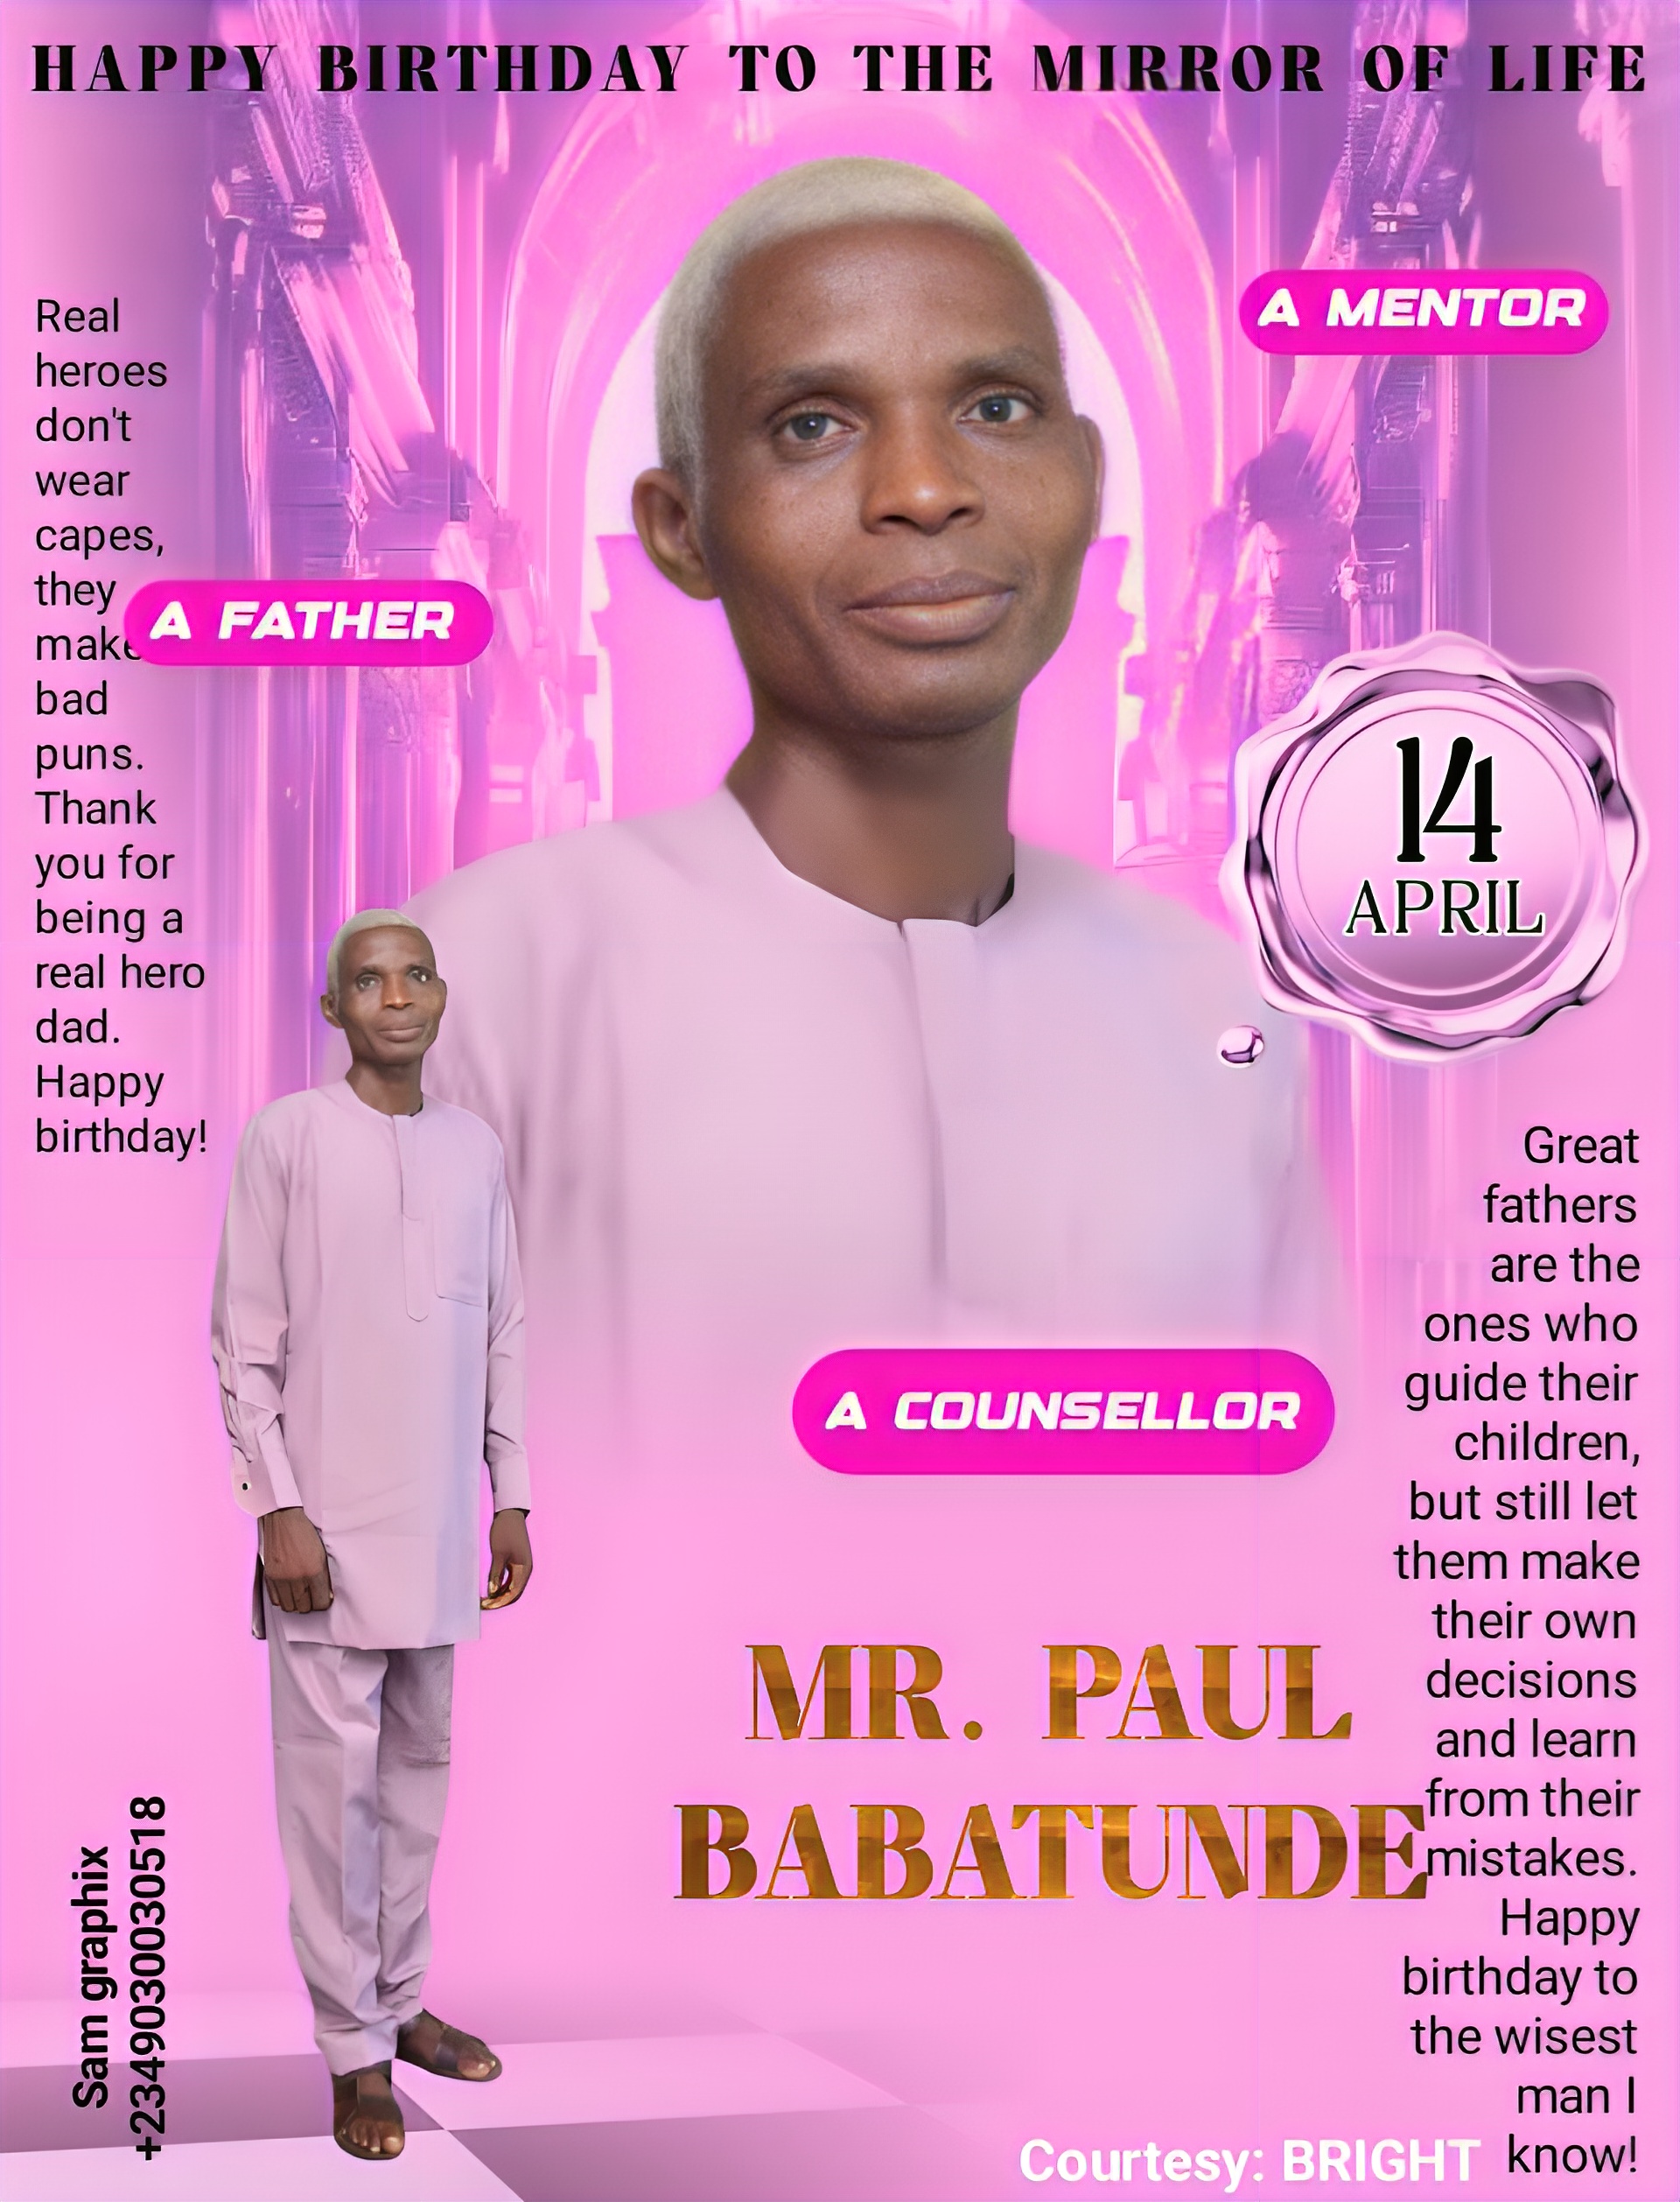 HAPPY BIRTHDAY TO THE MIRROR OF LIFE
Real
heroes
don't
wear
capes,
they
make
bad
puns.
Thank
you for
being a
real hero
dad.
Happy
birthday!
A FATHER
A MENTOR
14
APRIL
A COUNSELLOR
MR. PAUL
BABATUNDE
Great
fathers
are the
ones who
guide their
children,
but still let
them make
their own
decisions
and learn
from their
mistakes.
Happy
birthday to
the wisest
man I
know!
Sam graphix
+2349030030518
Courtesy: BRIGHT